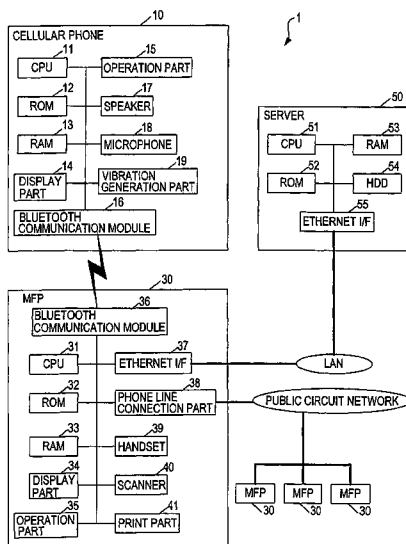 1
10
CELLULAR PHONE
11
CPU
15
OPERATION PART
12
ROM
17
SPEAKER
13
RAM
18
MICROPHONE
14
DISPLAY
PART
19
VIBRATION
GENERATION PART
16
BLUETOOTH
COMMUNICATION MODULE
50
SERVER
51
CPU
53
RAM
52
ROM
54
HDD
55
ETHERNET I/F
30
MFP
36
BLUETOOTH
COMMUNICATION MODULE
31
CPU
37
ETHERNET I/F
LAN
32
ROM
38
PHONE LINE
CONNECTION PART
PUBLIC CIRCUIT NETWORK
33
RAM
39
HANDSET
34
DISPLAY
PART
40
SCANNER
35
OPERATION
PART
41
PRINT PART
MFP
MFP
MFP
30
30
30